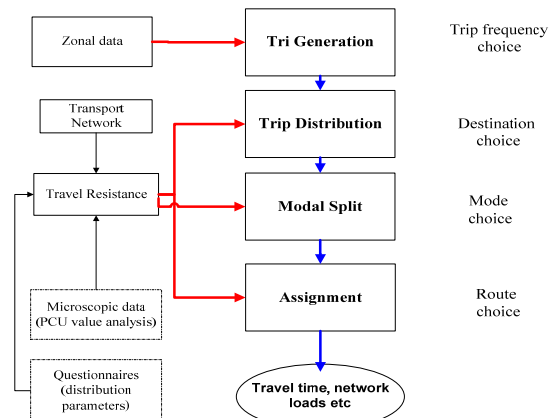 Zonal data
Tri Generation
Trip frequency
choice
Transport
Network
Trip Distribution
Destination
choice
Travel Resistance
Modal Split
Mode
choice
Microscopic data
(PCU value analysis)
Assignment
Route
choice
Questionnaires
(distribution
parameters)
Travel time, network
loads etc